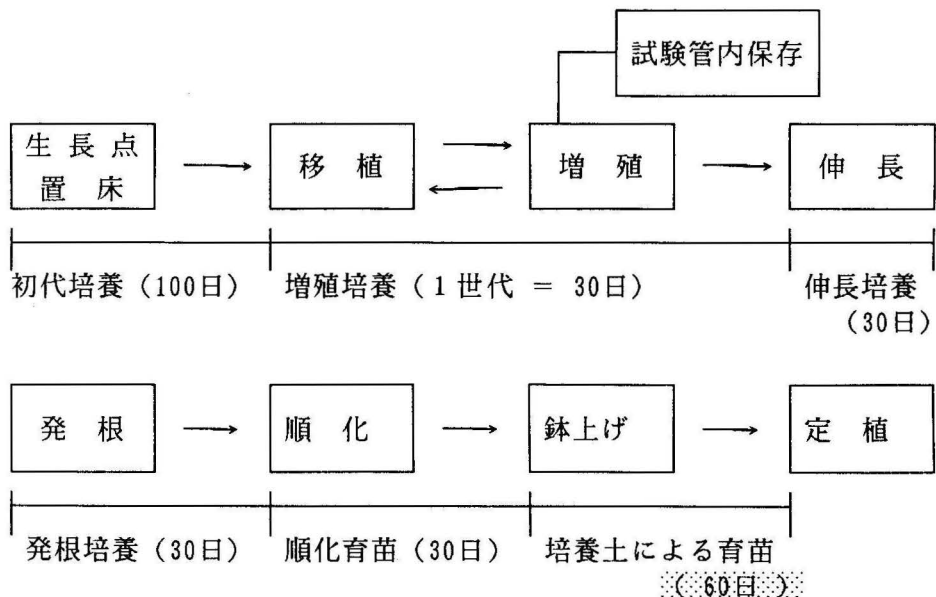 試験管内保存
生長点
置床
移植
増殖
伸長
初代培養（100日）
増殖培養（1世代 = 30日）
伸長培養
（30日）
発根
順化
鉢上げ
定植
発根培養（30日）
順化育苗（30日）
培養土による育苗
（60日）